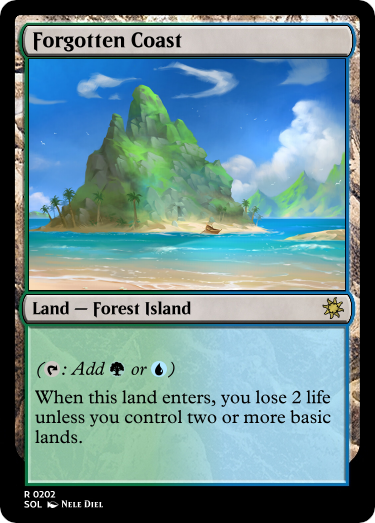 Forgotten Coast
Land — Forest Island
(: Add or )
When this land enters, you lose 2 life
unless you control two or more basic
lands.
R 0202
SOL Nele Diel